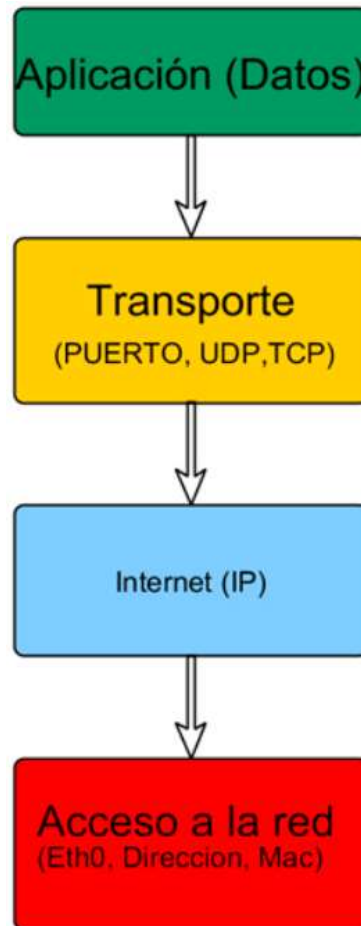 Aplicación (Datos)
Transporte
(PUERTO, UDP,TCP)
Internet (IP)
Acceso a la red
(Eth0, Direccion, Mac)